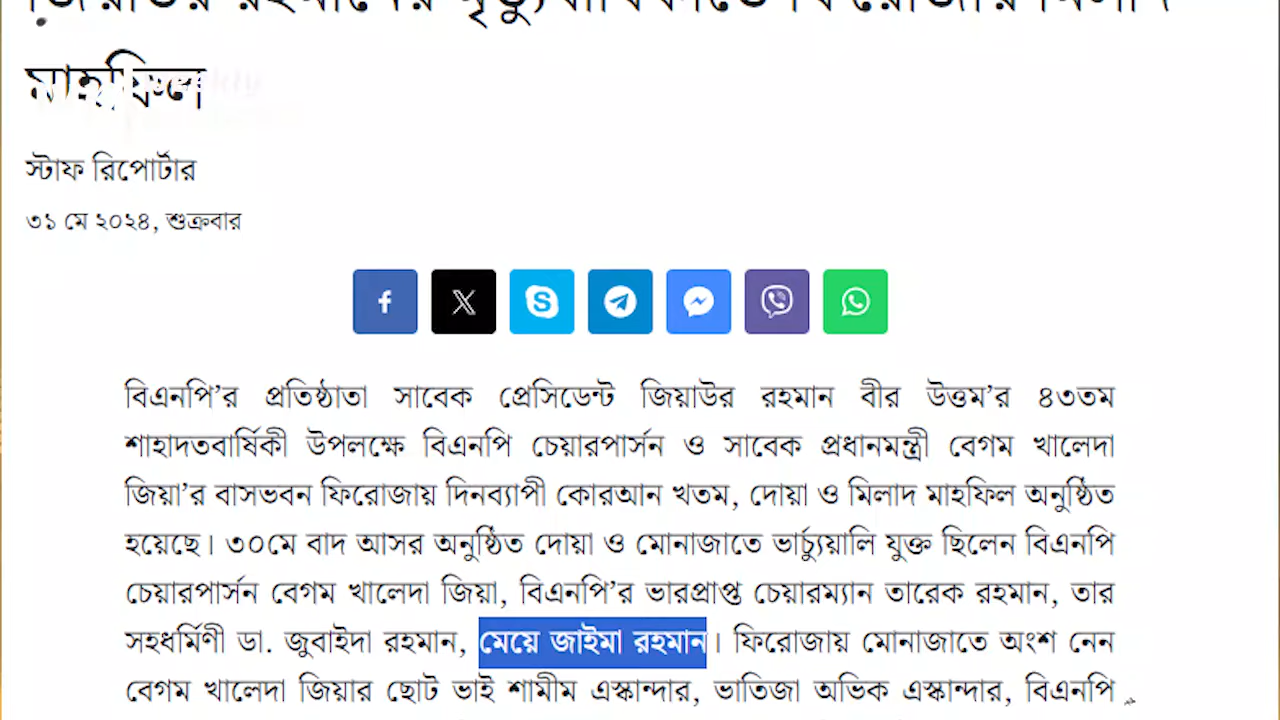 জিয়াউর রহমানের মৃত্যুবার্ষিকীতে ফিরোজায় মিলাদ
মাহফিল
স্টাফ রিপোর্টার
৩১ মে ২০২৪, শুক্রবার
বিএনপি’র প্রতিষ্ঠাতা সাবেক প্রেসিডেন্ট জিয়াউর রহমান বীর উত্তম’র ৪৩তম
শাহাদতবার্ষিকী উপলক্ষে বিএনপি চেয়ারপার্সন ও সাবেক প্রধানমন্ত্রী বেগম খালেদা
জিয়া’র বাসভবন ফিরোজায় দিনব্যাপী কোরআন খতম, দোয়া ও মিলাদ মাহফিল অনুষ্ঠিত
হয়েছে। ৩০মে বাদ আসর অনুষ্ঠিত দোয়া ও মোনাজাতে ভার্চ্যুয়ালি যুক্ত ছিলেন বিএনপি
চেয়ারপার্সন বেগম খালেদা জিয়া, বিএনপি’র ভারপ্রাপ্ত চেয়ারম্যান তারেক রহমান, তার
সহধর্মিণী ডা. জুবাইদা রহমান, মেয়ে জাইমা রহমান। ফিরোজায় মোনাজাতে অংশ নেন
বেগম খালেদা জিয়ার ছোট ভাই শামীম এস্কান্দার, ভাতিজা অভিক এস্কান্দার, বিএনপি